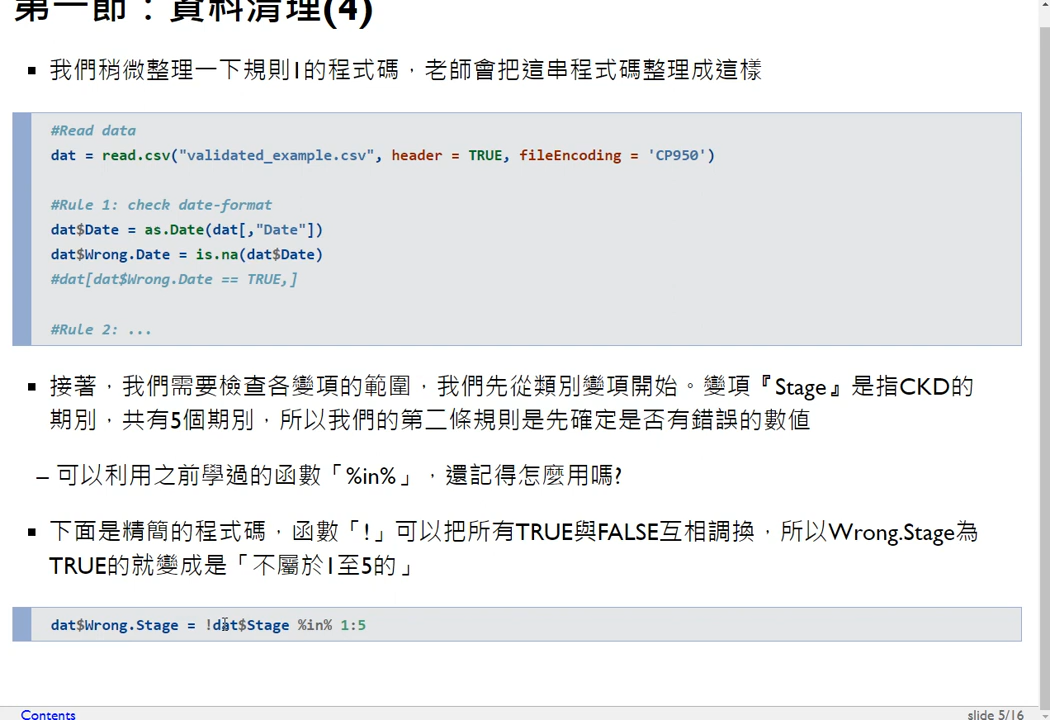 第一節：資料清理(4)
▪ 我們稍微整理一下規則1的程式碼，老師會把這串程式碼整理成這樣
#Read data
dat = read.csv("validated_example.csv", header = TRUE, fileEncoding = 'CP950')
#Rule 1: check date-format
dat$Date = as.Date(dat[,"Date"])
dat$Wrong.Date = is.na(dat$Date)
#dat[dat$Wrong.Date == TRUE,]
#Rule 2: ...
▪ 接著，我們需要檢查各變項的範圍，我們先從類別變項開始。變項『Stage』是指CKD的
期別，共有5個期別，所以我們的第二條規則是先確定是否有錯誤的數值
– 可以利用之前學過的函數「%in%」，還記得怎麼用嗎?
▪ 下面是精簡的程式碼，函數「!」可以把所有TRUE與FALSE互相調換，所以Wrong.Stage為
TRUE的就變成是「不屬於1至5的」
dat$Wrong.Stage = !dat$Stage %in% 1:5
Contents
slide 5/16